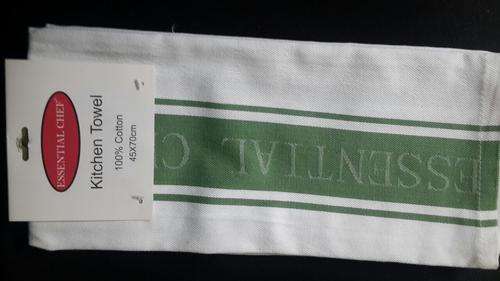 ESSENTIAL CHEF
Kitchen Towel
100% Cotton
45X70cm
ESSENTIAL C